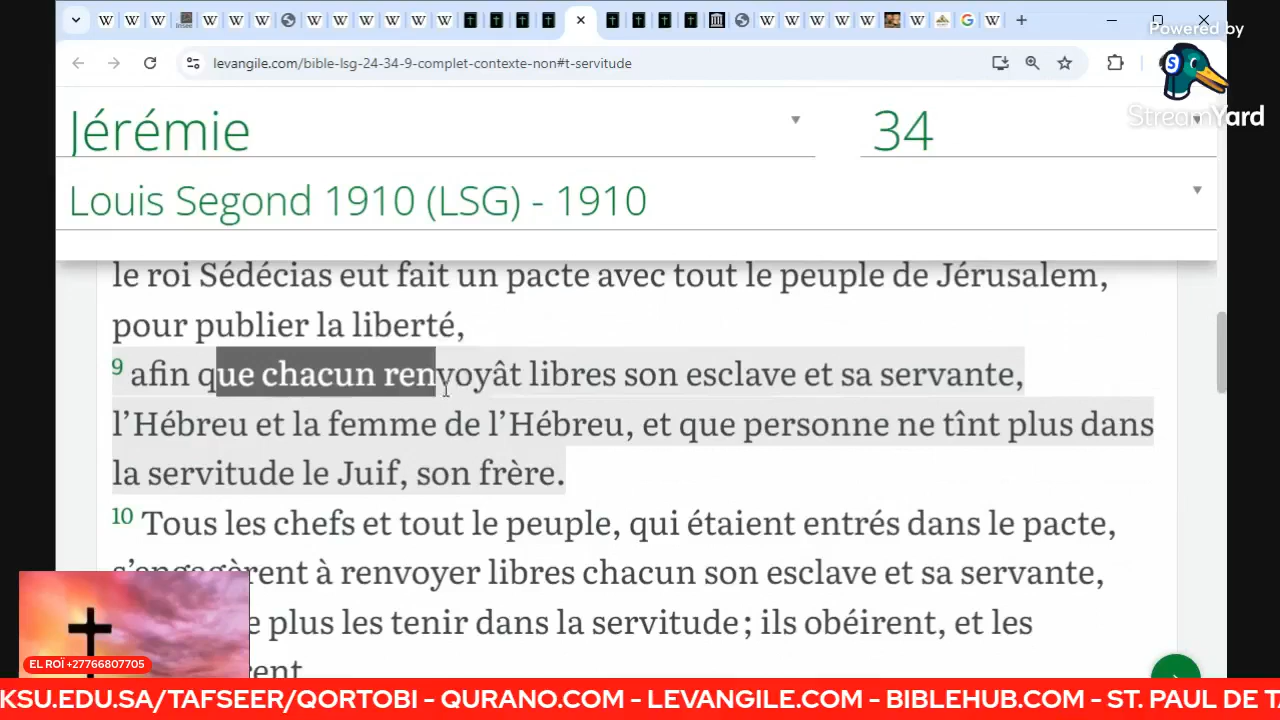 levangile.com/bible-lsg-24-34-9-complet-contexte-non#t-servitude
Powered by
StreamYard
Jérémie
34
Louis Segond 1910 (LSG) - 1910
le roi Sédécias eut fait un pacte avec tout le peuple de Jérusalem,
pour publier la liberté,
9 afin que chacun renvoyât libres son esclave et sa servante,
l’Hébreu et la femme de l’Hébreu, et que personne ne tînt plus dans
la servitude le Juif, son frère.
10 Tous les chefs et tout le peuple, qui étaient entrés dans le pacte,
s’engagèrent à renvoyer libres chacun son esclave et sa servante,
plus les tenir dans la servitude ; ils obéirent, et les
EL ROÏ +27766807705
KSU.EDU.SA/TAFSEER/QORTOBI - QURANO.COM - LEVANGILE.COM - BIBLEHUB.COM - ST. PAUL DE TA